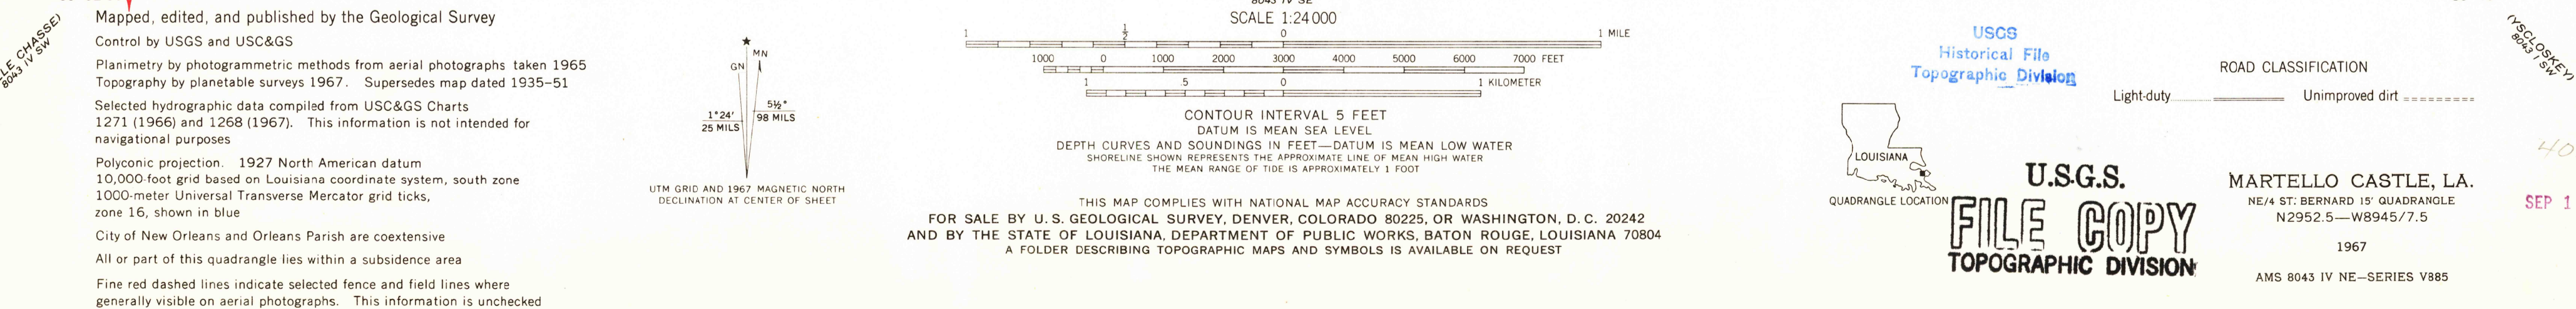 Mapped, edited, and published by the Geological Survey
Control by USGS and USC&GS
Planimetry by photogrammetric methods from aerial photographs taken 1965
Topography by planetable surveys 1967. Supersedes map dated 1935–51
Selected hydrographic data compiled from USC&GS Charts
1271 (1966) and 1268 (1967). This information is not intended for
navigational purposes
Polyconic projection. 1927 North American datum
10,000-foot grid based on Louisiana coordinate system, south zone
1000-meter Universal Transverse Mercator grid ticks,
zone 16, shown in blue
City of New Orleans and Orleans Parish are coextensive
All or part of this quadrangle lies within a subsidence area
Fine red dashed lines indicate selected fence and field lines where
generally visible on aerial photographs. This information is unchecked
LE CHASSE)
8043 IV SW
★
MN
GN
1°24′
25 MILS
5½°
98 MILS
UTM GRID AND 1967 MAGNETIC NORTH
DECLINATION AT CENTER OF SHEET
8043 IV SE
SCALE 1:24 000
1 ½ 0 1 MILE
1000 0 1000 2000 3000 4000 5000 6000 7000 FEET
1 .5 0 1 KILOMETER
CONTOUR INTERVAL 5 FEET
DATUM IS MEAN SEA LEVEL
DEPTH CURVES AND SOUNDINGS IN FEET—DATUM IS MEAN LOW WATER
SHORELINE SHOWN REPRESENTS THE APPROXIMATE LINE OF MEAN HIGH WATER
THE MEAN RANGE OF TIDE IS APPROXIMATELY 1 FOOT
THIS MAP COMPLIES WITH NATIONAL MAP ACCURACY STANDARDS
FOR SALE BY U. S. GEOLOGICAL SURVEY, DENVER, COLORADO 80225, OR WASHINGTON, D. C. 20242
AND BY THE STATE OF LOUISIANA, DEPARTMENT OF PUBLIC WORKS, BATON ROUGE, LOUISIANA 70804
A FOLDER DESCRIBING TOPOGRAPHIC MAPS AND SYMBOLS IS AVAILABLE ON REQUEST
USGS
Historical File
Topographic Division
LOUISIANA
QUADRANGLE LOCATION
U.S.G.S.
FILE COPY
TOPOGRAPHIC DIVISION
ROAD CLASSIFICATION
Light-duty Unimproved dirt
(YSCLOSKEY)
8043 I SW
MARTELLO CASTLE, LA.
NE/4 ST. BERNARD 15′ QUADRANGLE
N2952.5—W8945/7.5
1967
AMS 8043 IV NE—SERIES V885
40
SEP 1